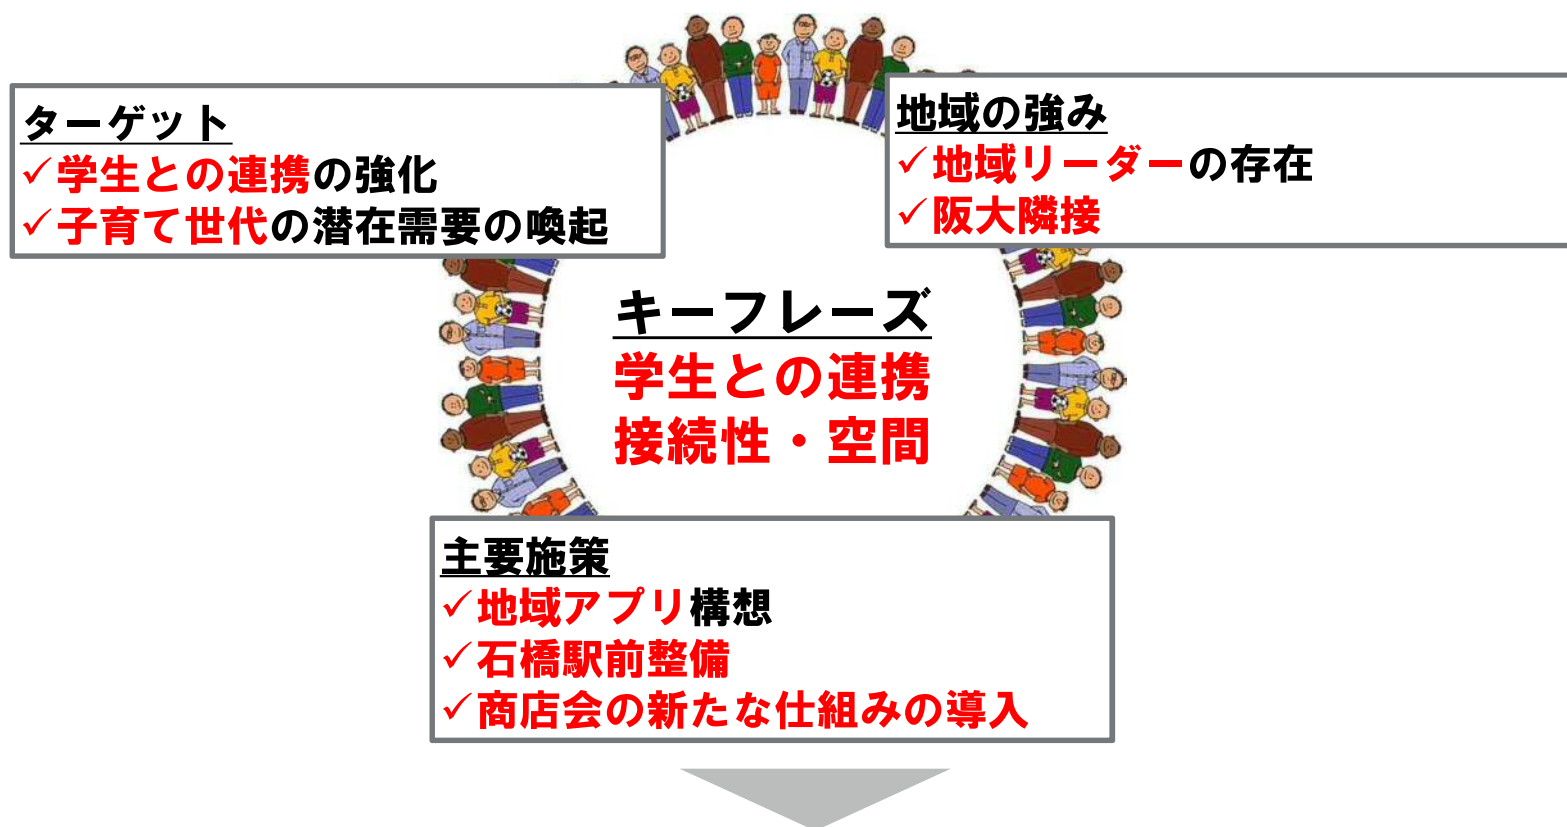 ターゲット
✓学生との連携の強化
✓子育て世代の潜在需要の喚起
地域の強み
✓地域リーダーの存在
✓阪大隣接
キーフレーズ
学生との連携
接続性・空間
主要施策
✓地域アプリ構想
✓石橋駅前整備
✓商店会の新たな仕組みの導入